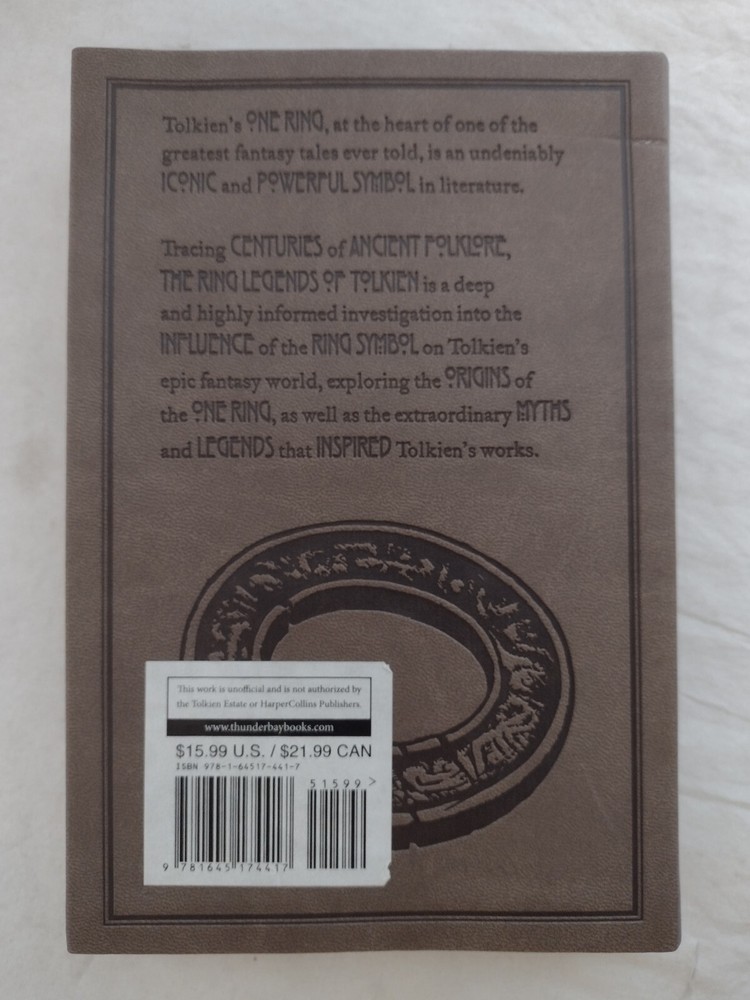 Tolkien's ONE RING, at the heart of one of the
greatest fantasy tales ever told, is an undeniably
ICONIC and POWERFUL SYMBOL in literature.
Tracing CENTURIES of ANCIENT FOLKLORE,
THE RING LEGENDS OF TOLKIEN is a deep
and highly informed investigation into the
INFLUENCE of the RING SYMBOL on Tolkien's
epic fantasy world, exploring the ORIGINS of
the ONE RING, as well as the extraordinary MYTHS
and LEGENDS that INSPIRED Tolkien's works.
This work is unofficial and is not authorized by
the Tolkien Estate or HarperCollins Publishers.
www.thunderbaybooks.com
$15.99 U.S. / $21.99 CAN
ISBN 978-1-64517-441-7
51599>
9 781645 174417